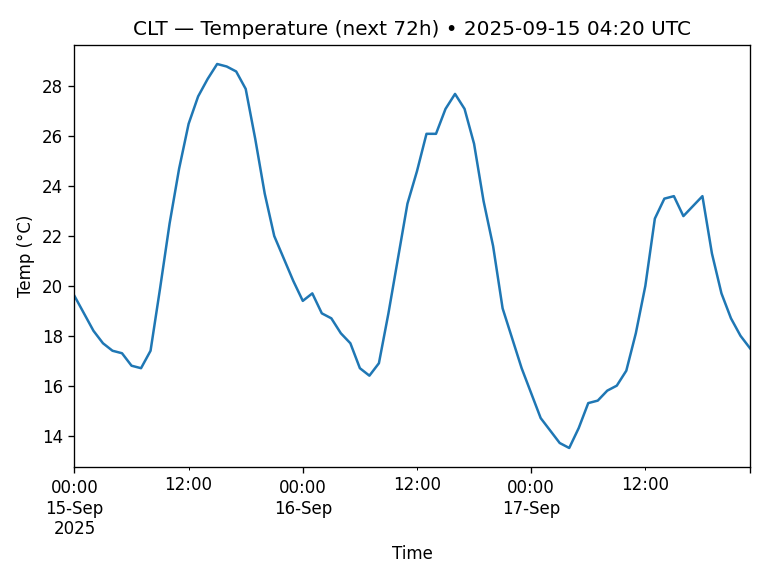 CLT — Temperature (next 72h) • 2025-09-15 04:20 UTC
Temp (°C)
28
26
24
22
20
18
16
14
00:00 12:00 00:00 12:00 00:00 12:00
15-Sep 16-Sep 17-Sep
2025
Time